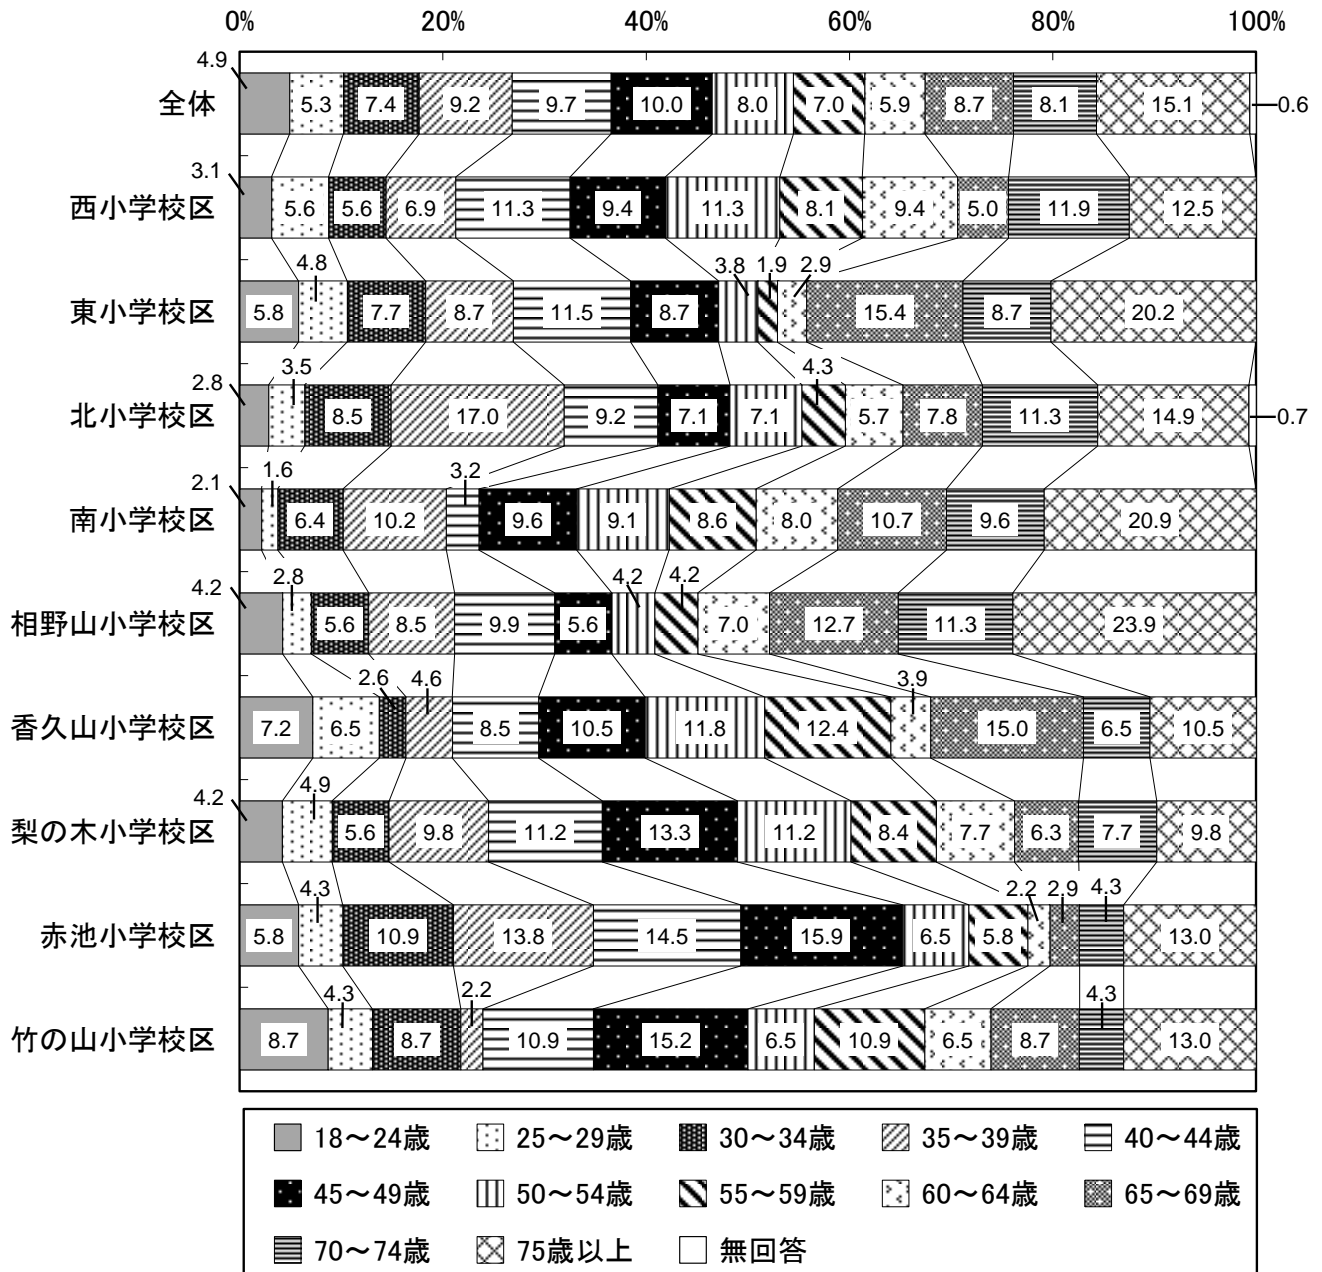 0% 20% 40% 60% 80% 100%
全体 4.9 5.3 7.4 9.2 9.7 10.0 8.0 7.0 5.9 8.7 8.1 15.1 0.6
西小学校区 3.1 5.6 5.6 6.9 11.3 9.4 11.3 8.1 9.4 5.0 11.9 12.5
東小学校区 5.8 4.8 7.7 8.7 11.5 8.7 3.8 1.9 2.9 15.4 8.7 20.2
北小学校区 2.8 3.5 8.5 17.0 9.2 7.1 7.1 4.3 5.7 7.8 11.3 14.9 0.7
南小学校区 2.1 1.6 6.4 10.2 3.2 9.6 9.1 8.6 8.0 10.7 9.6 20.9
相野山小学校区 4.2 2.8 5.6 8.5 9.9 5.6 4.2 4.2 7.0 12.7 11.3 23.9
香久山小学校区 7.2 6.5 2.6 4.6 8.5 10.5 11.8 12.4 3.9 15.0 6.5 10.5
梨の木小学校区 4.2 4.9 5.6 9.8 11.2 13.3 11.2 8.4 7.7 6.3 7.7 9.8
赤池小学校区 5.8 4.3 10.9 13.8 14.5 15.9 6.5 5.8 2.2 2.9 4.3 13.0
竹の山小学校区 8.7 4.3 8.7 2.2 10.9 15.2 6.5 10.9 6.5 8.7 4.3 13.0
18～24歳 25～29歳 30～34歳 35～39歳 40～44歳
45～49歳 50～54歳 55～59歳 60～64歳 65～69歳
70～74歳 75歳以上 無回答